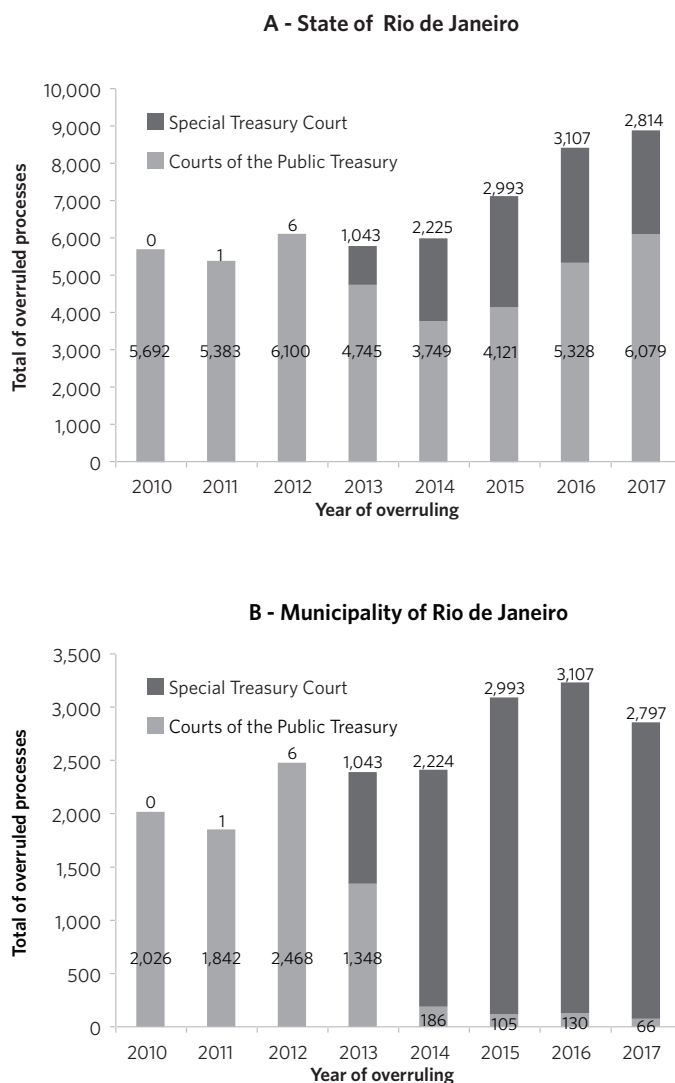 A - State of Rio de Janeiro
10,000
9,000
8,000
7,000
6,000
5,000
4,000
3,000
2,000
1,000
0
Total of overruled processes
Special Treasury Court
Courts of the Public Treasury
0 1 6 1,043 2,225 2,993 3,107 2,814
5,692 5,383 6,100 4,745 3,749 4,121 5,328 6,079
2010 2011 2012 2013 2014 2015 2016 2017
Year of overruling
B - Municipality of Rio de Janeiro
3,500
3,000
2,500
2,000
1,500
1,000
500
0
Total of overruled processes
Special Treasury Court
Courts of the Public Treasury
0 1 6 1,043 2,224 2,993 3,107 2,797
2,026 1,842 2,468 1,348 186 105 130 66
2010 2011 2012 2013 2014 2015 2016 2017
Year of overruling